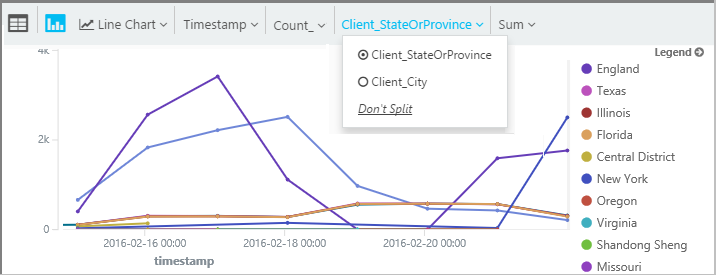 Line Chart Timestamp Count_ Client_StateOrProvince Sum
Client_StateOrProvince
Client_City
Don't Split
Legend
4k
2k
0
2016-02-16 00:00 2016-02-18 00:00 2016-02-20 00:00
timestamp
England
Texas
Illinois
Florida
Central District
New York
Oregon
Virginia
Shandong Sheng
Missouri